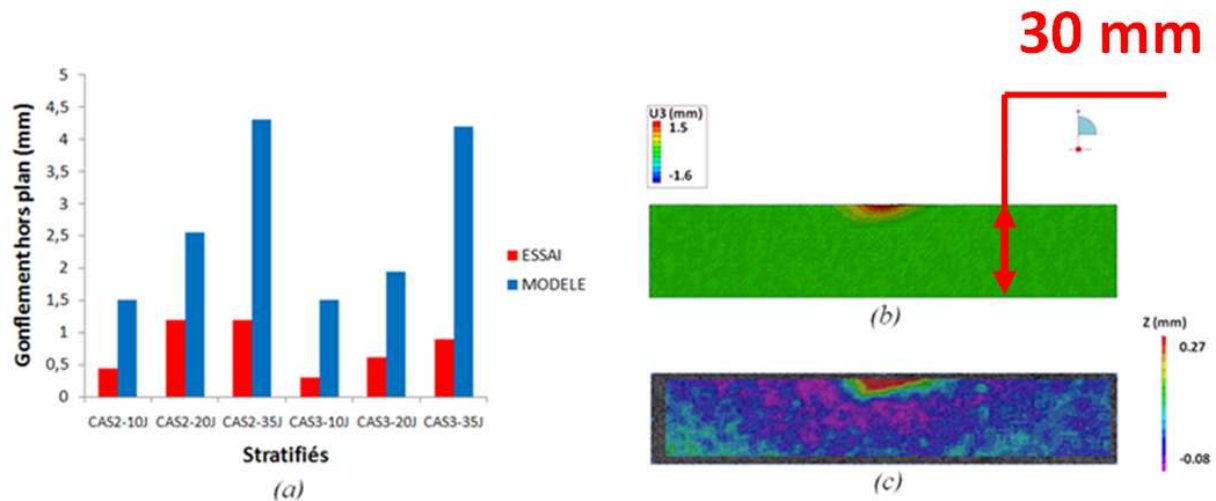 30 mm
Gonflement hors plan (mm)
5
4,5
4
3,5
3
2,5
2
1,5
1
0,5
0
CAS2-10J CAS2-20J CAS2-35J CAS3-10J CAS3-20J CAS3-35J
Stratifiés
(a)
ESSAI
MODELE
U3 (mm)
1.5
-1.6
(b)
Z (mm)
0.27
-0.08
(c)